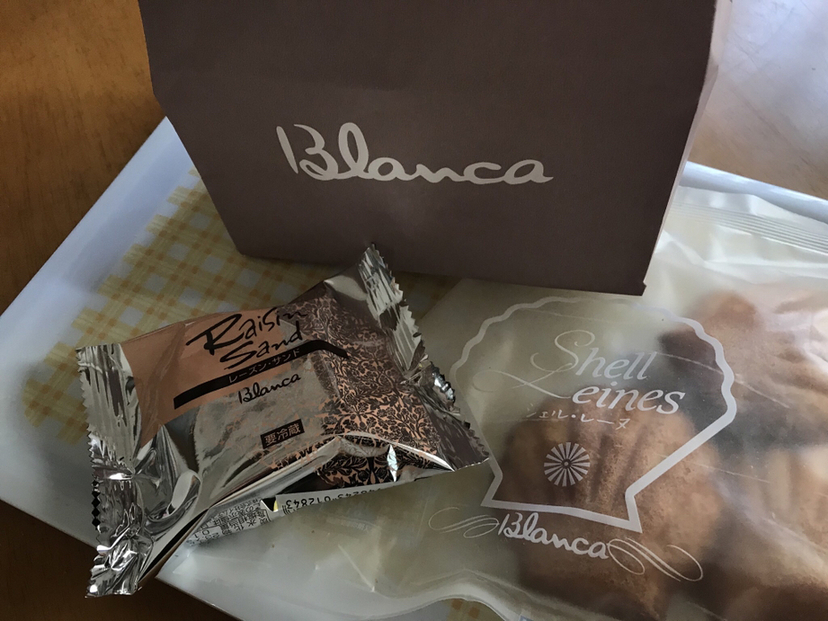 Blanca
Raisin
Sand
レーズン・サンド
Blanca
要冷蔵
Shell
Leines
シェル・レーヌ
Blanca